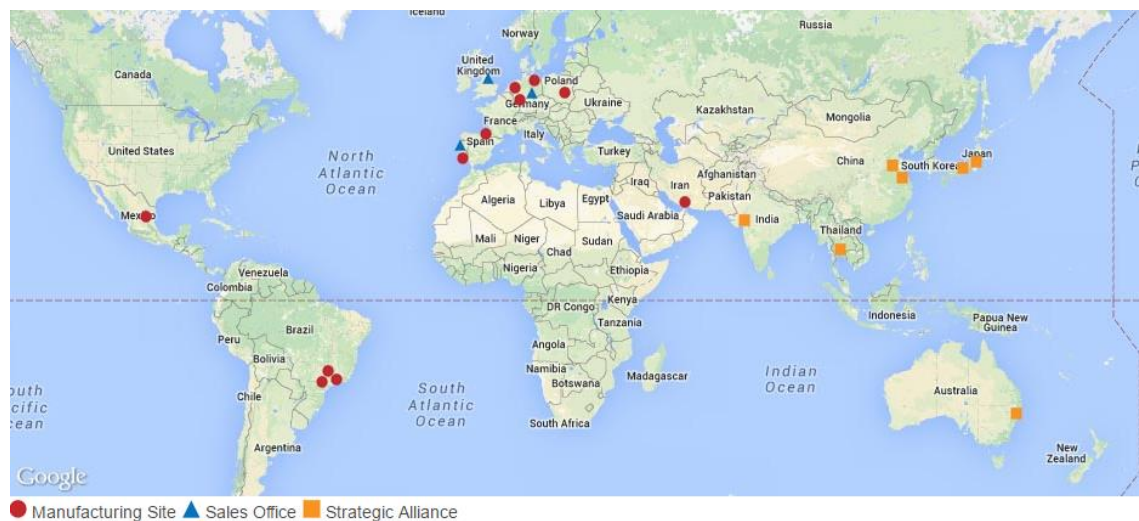 Iceland
Russia
Norway
Canada
United
Kingdom
Poland
Germany
Ukraine
Kazakhstan
Mongolia
France
United States
North
Atlantic
Ocean
Spain
Italy
Turkey
China
South Korea
Japan
Afghanistan
Iraq
Iran
Pakistan
Algeria
Libya
Egypt
Saudi Arabia
India
Mexico
Mali
Niger
Sudan
Chad
Thailand
Nigeria
Ethiopia
Venezuela
Colombia
DR Congo
Kenya
Indonesia
Papua New
Guinea
Tanzania
Brazil
Peru
Angola
Bolivia
Namibia
Botswana
Madagascar
Indian
Ocean
Australia
South
Atlantic
Ocean
Chile
outh
cific
cean
South Africa
Argentina
New
Zealand
Google
Manufacturing Site Sales Office Strategic Alliance